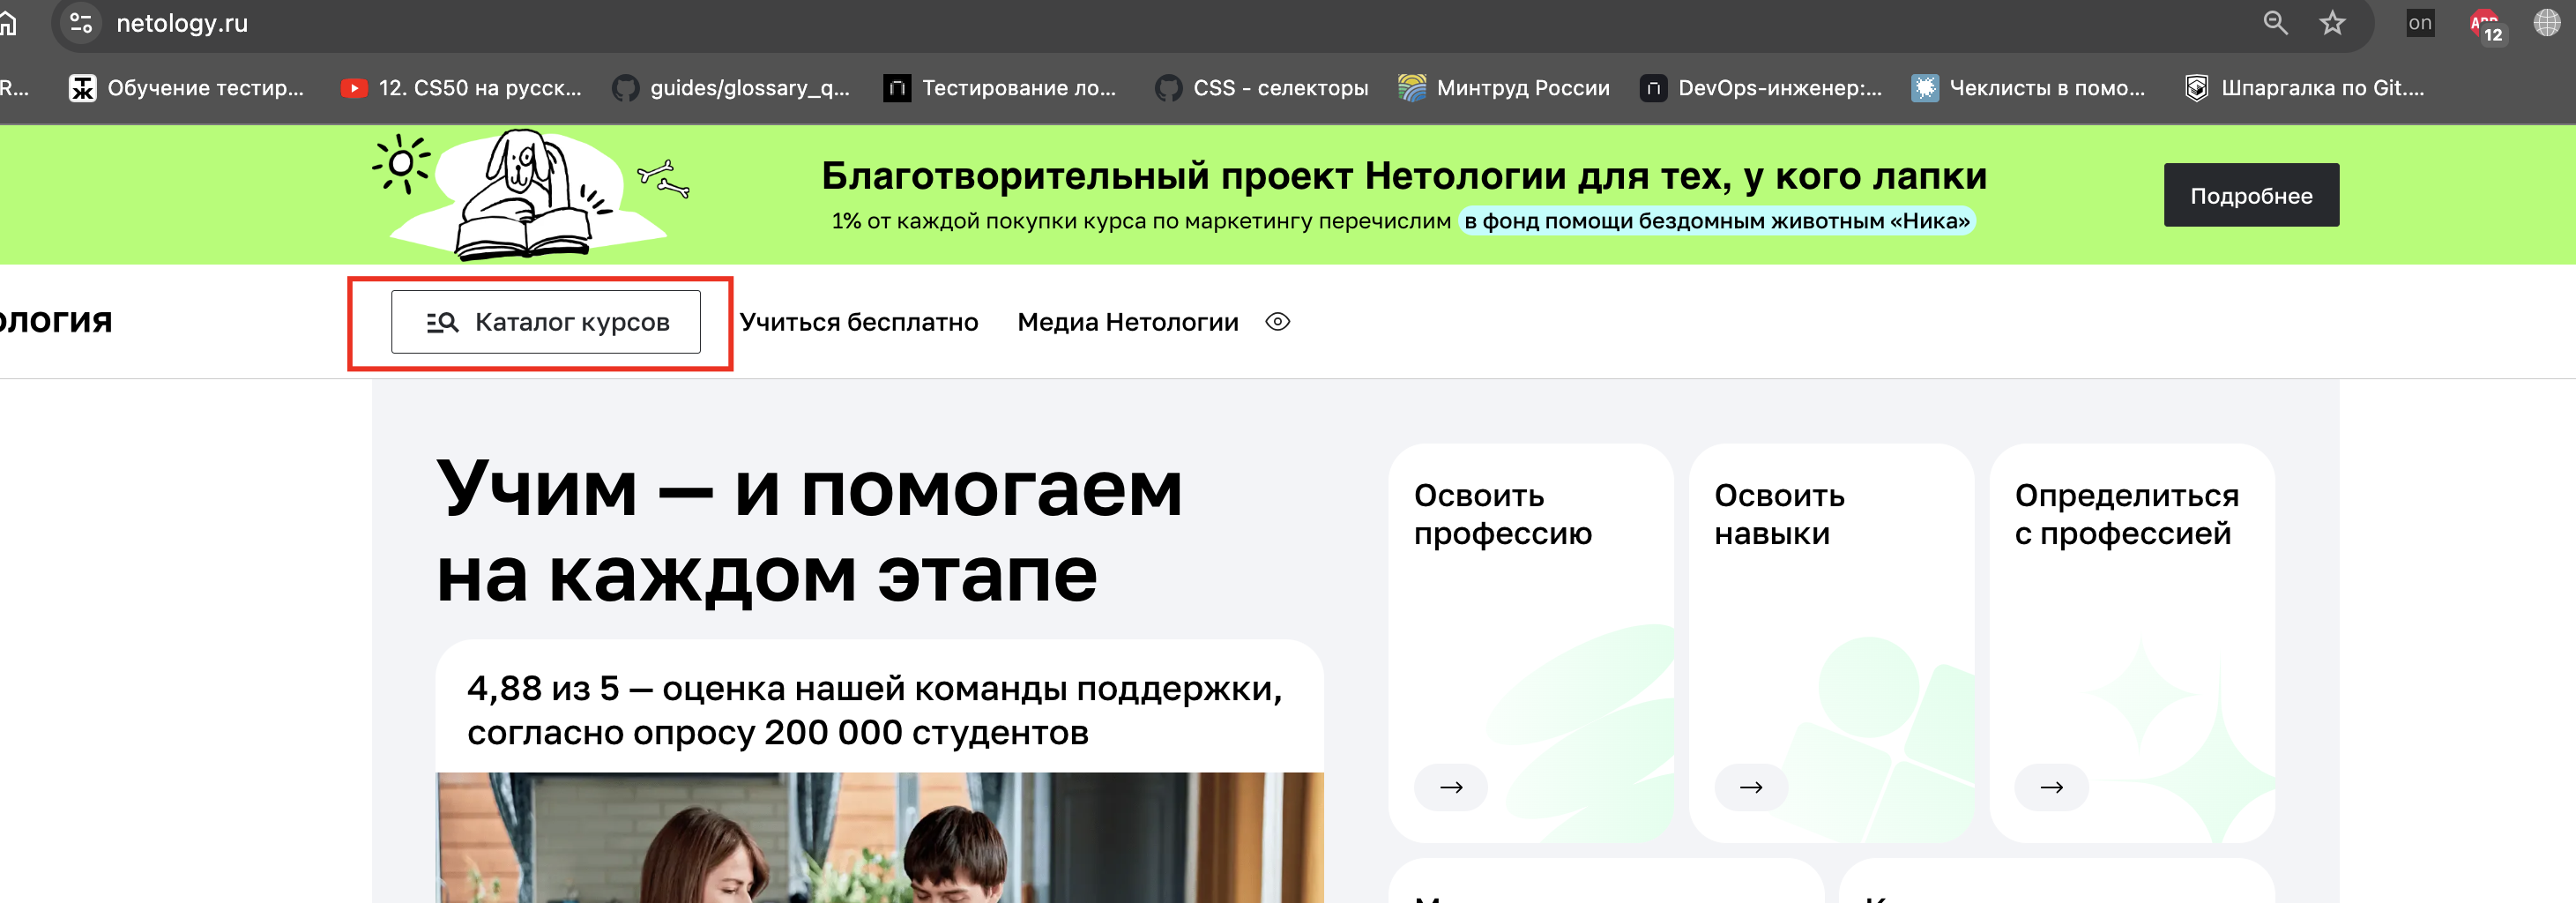 netology.ru
on
12
R...
Обучение тестир...
12. CS50 на русск...
guides/glossary_q...
Тестирование ло...
CSS - селекторы
Минтруд России
DevOps-инженер:...
Чеклисты в помо...
Шпаргалка по Git....
Благотворительный проект Нетологии для тех, у кого лапки
1% от каждой покупки курса по маркетингу перечислим в фонд помощи бездомным животным «Ника»
Подробнее
ология
Каталог курсов
Учиться бесплатно
Медиа Нетологии
Учим — и помогаем
на каждом этапе
4,88 из 5 — оценка нашей команды поддержки,
согласно опросу 200 000 студентов
Освоить
профессию
Освоить
навыки
Определиться
с профессией